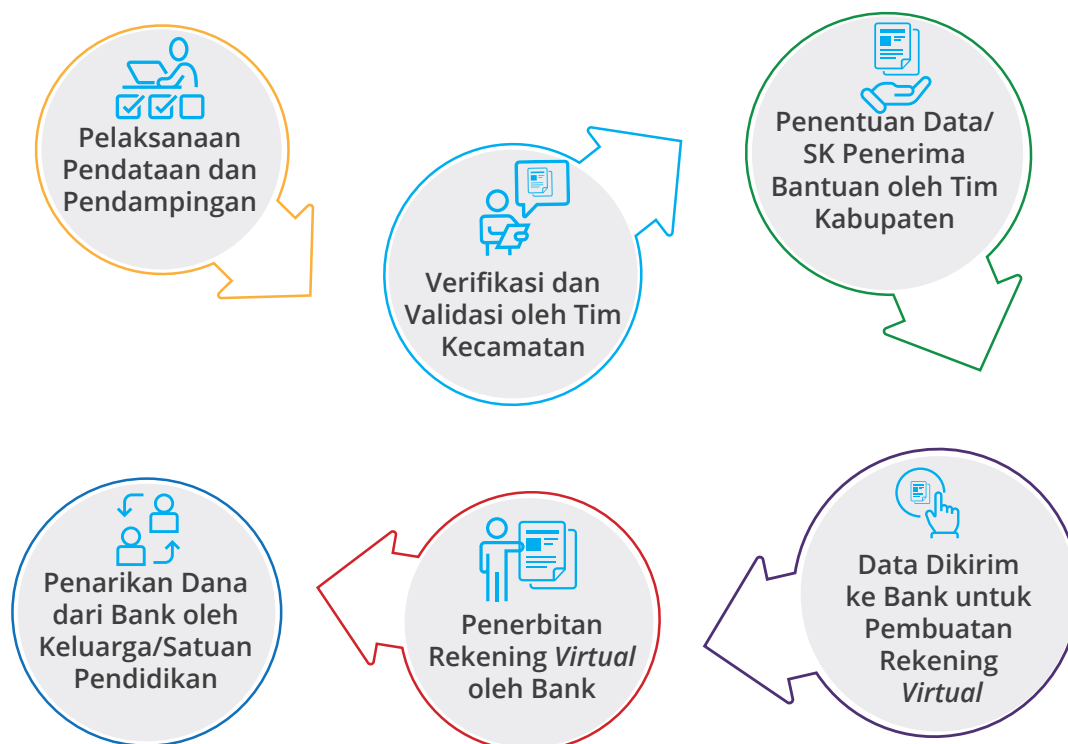 Pelaksanaan
Pendataan dan
Pendampingan
Verifikasi dan
Validasi oleh Tim
Kecamatan
Penentuan Data/
SK Penerima
Bantuan oleh Tim
Kabupaten
Data Dikirim
ke Bank untuk
Pembuatan
Rekening
Virtual
Penerbitan
Rekening Virtual
oleh Bank
Penarikan Dana
dari Bank oleh
Keluarga/Satuan
Pendidikan